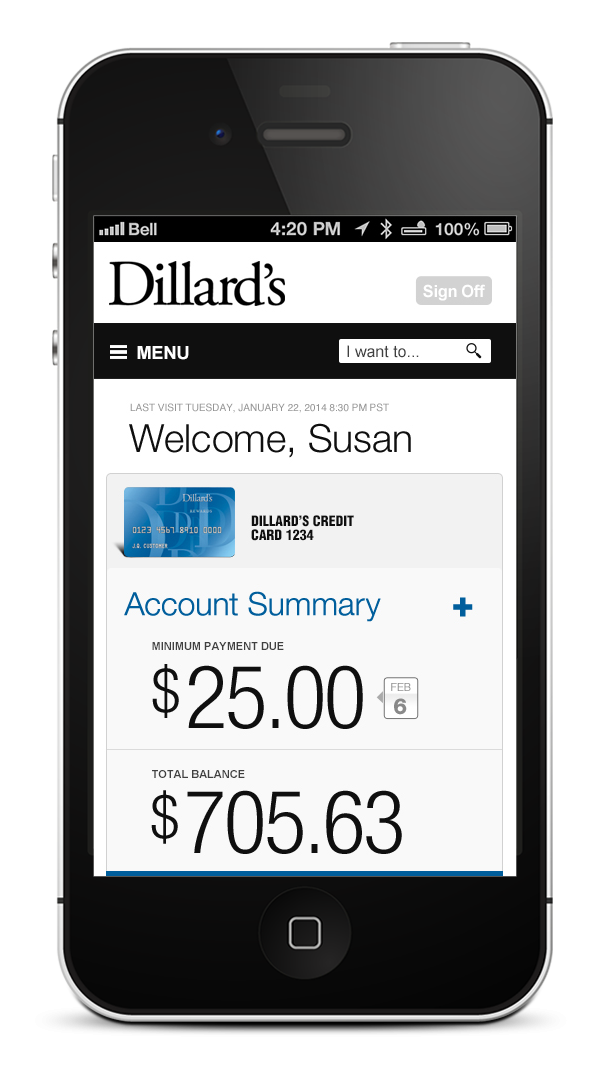 Bell 4:20 PM 100%
Dillard's
Sign Off
MENU I want to...
LAST VISIT TUESDAY, JANUARY 22, 2014 8:30 PM PST
Welcome, Susan
Dillard's
REWARDS
0123 4567 8910 0000
J.Q. CUSTOMER
DILLARD'S CREDIT
CARD 1234
Account Summary
MINIMUM PAYMENT DUE
$25.00
FEB
6
TOTAL BALANCE
$705.63